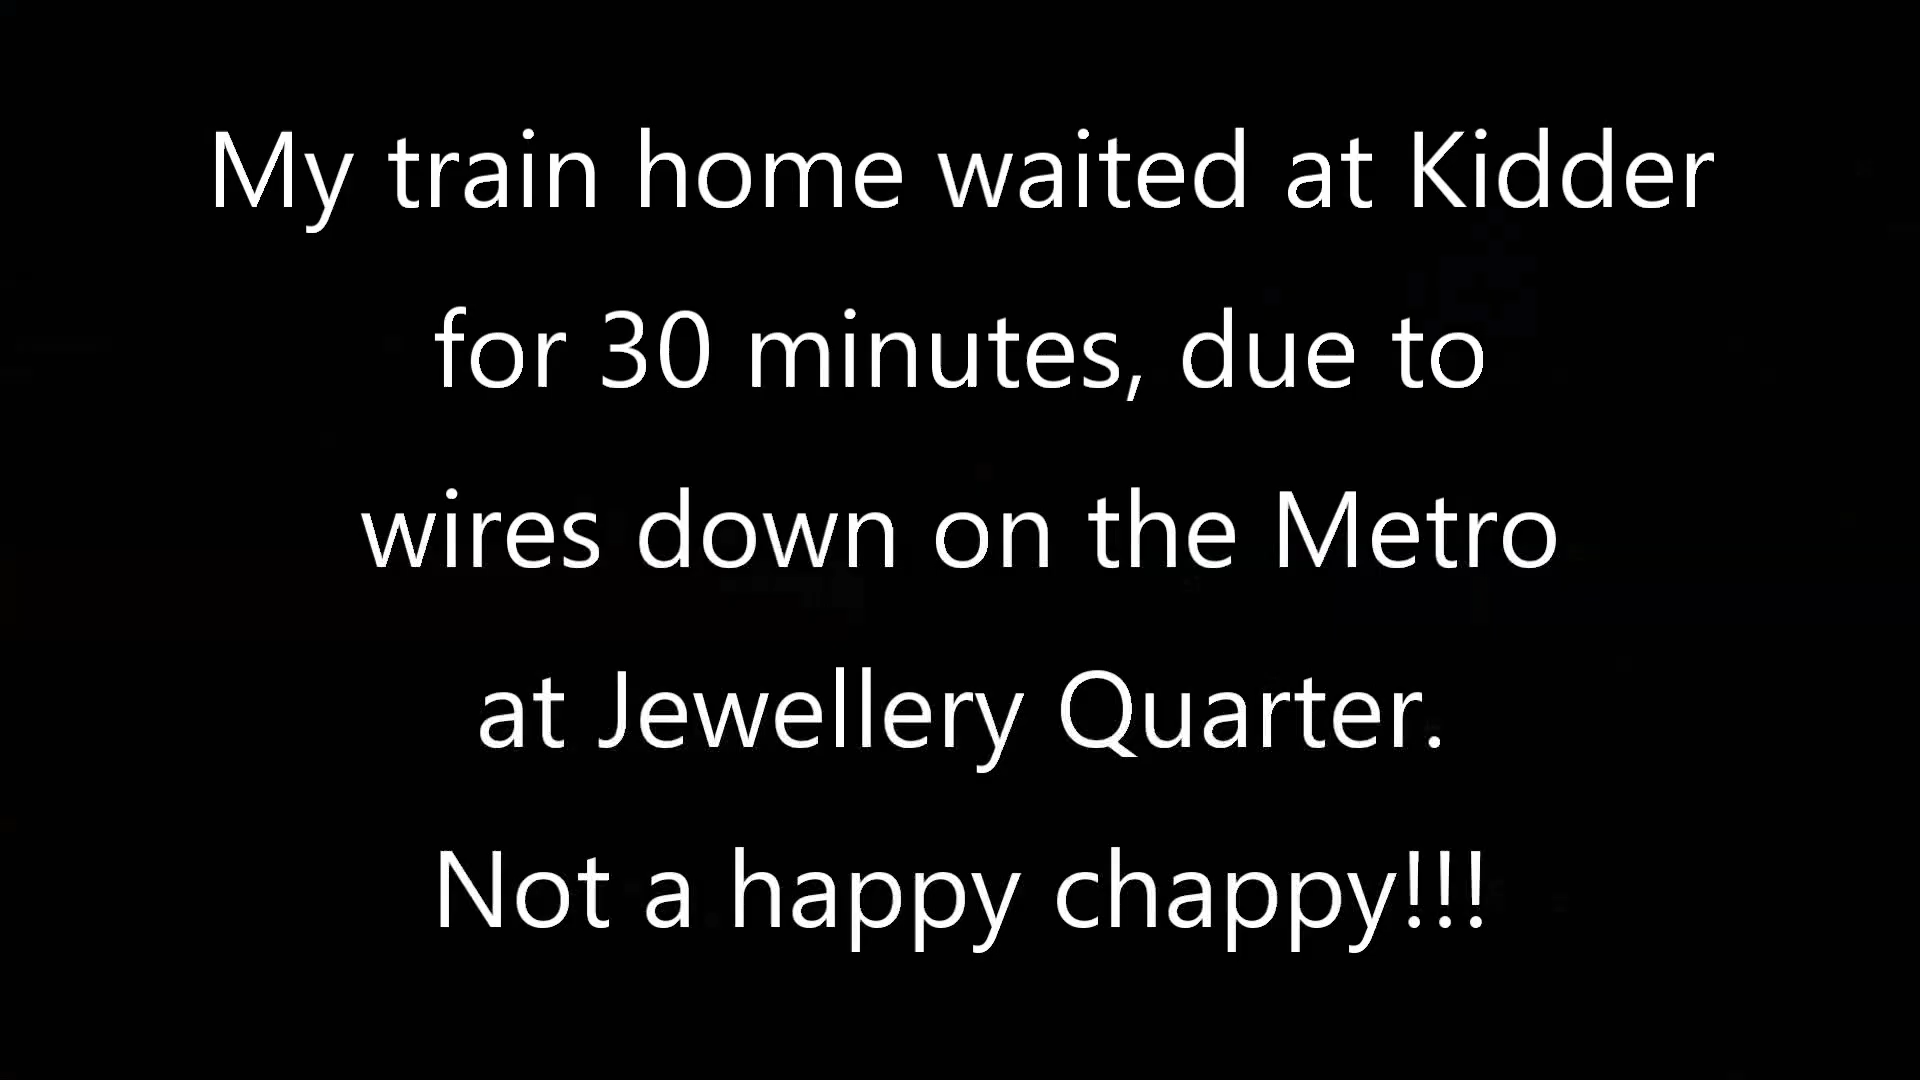 My train home waited at Kidder
for 30 minutes, due to
wires down on the Metro
at Jewellery Quarter.
Not a happy chappy!!!